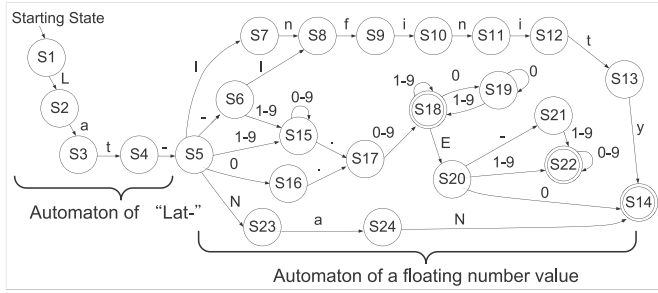 Starting State
S1
L
S2
a
S3
t
S4
-
S5
I
S7
n
S8
f
S9
i
S10
n
S11
i
S12
t
S13
y
S14
-
S6
I
1-9
0-9
S15
1-9
.
0
S16
.
S17
0-9
1-9
S18
0
S19
0
1-9
E
S20
-
S21
1-9
1-9
S22
0-9
0
N
S23
a
S24
N
Automaton of “Lat-”
Automaton of a floating number value